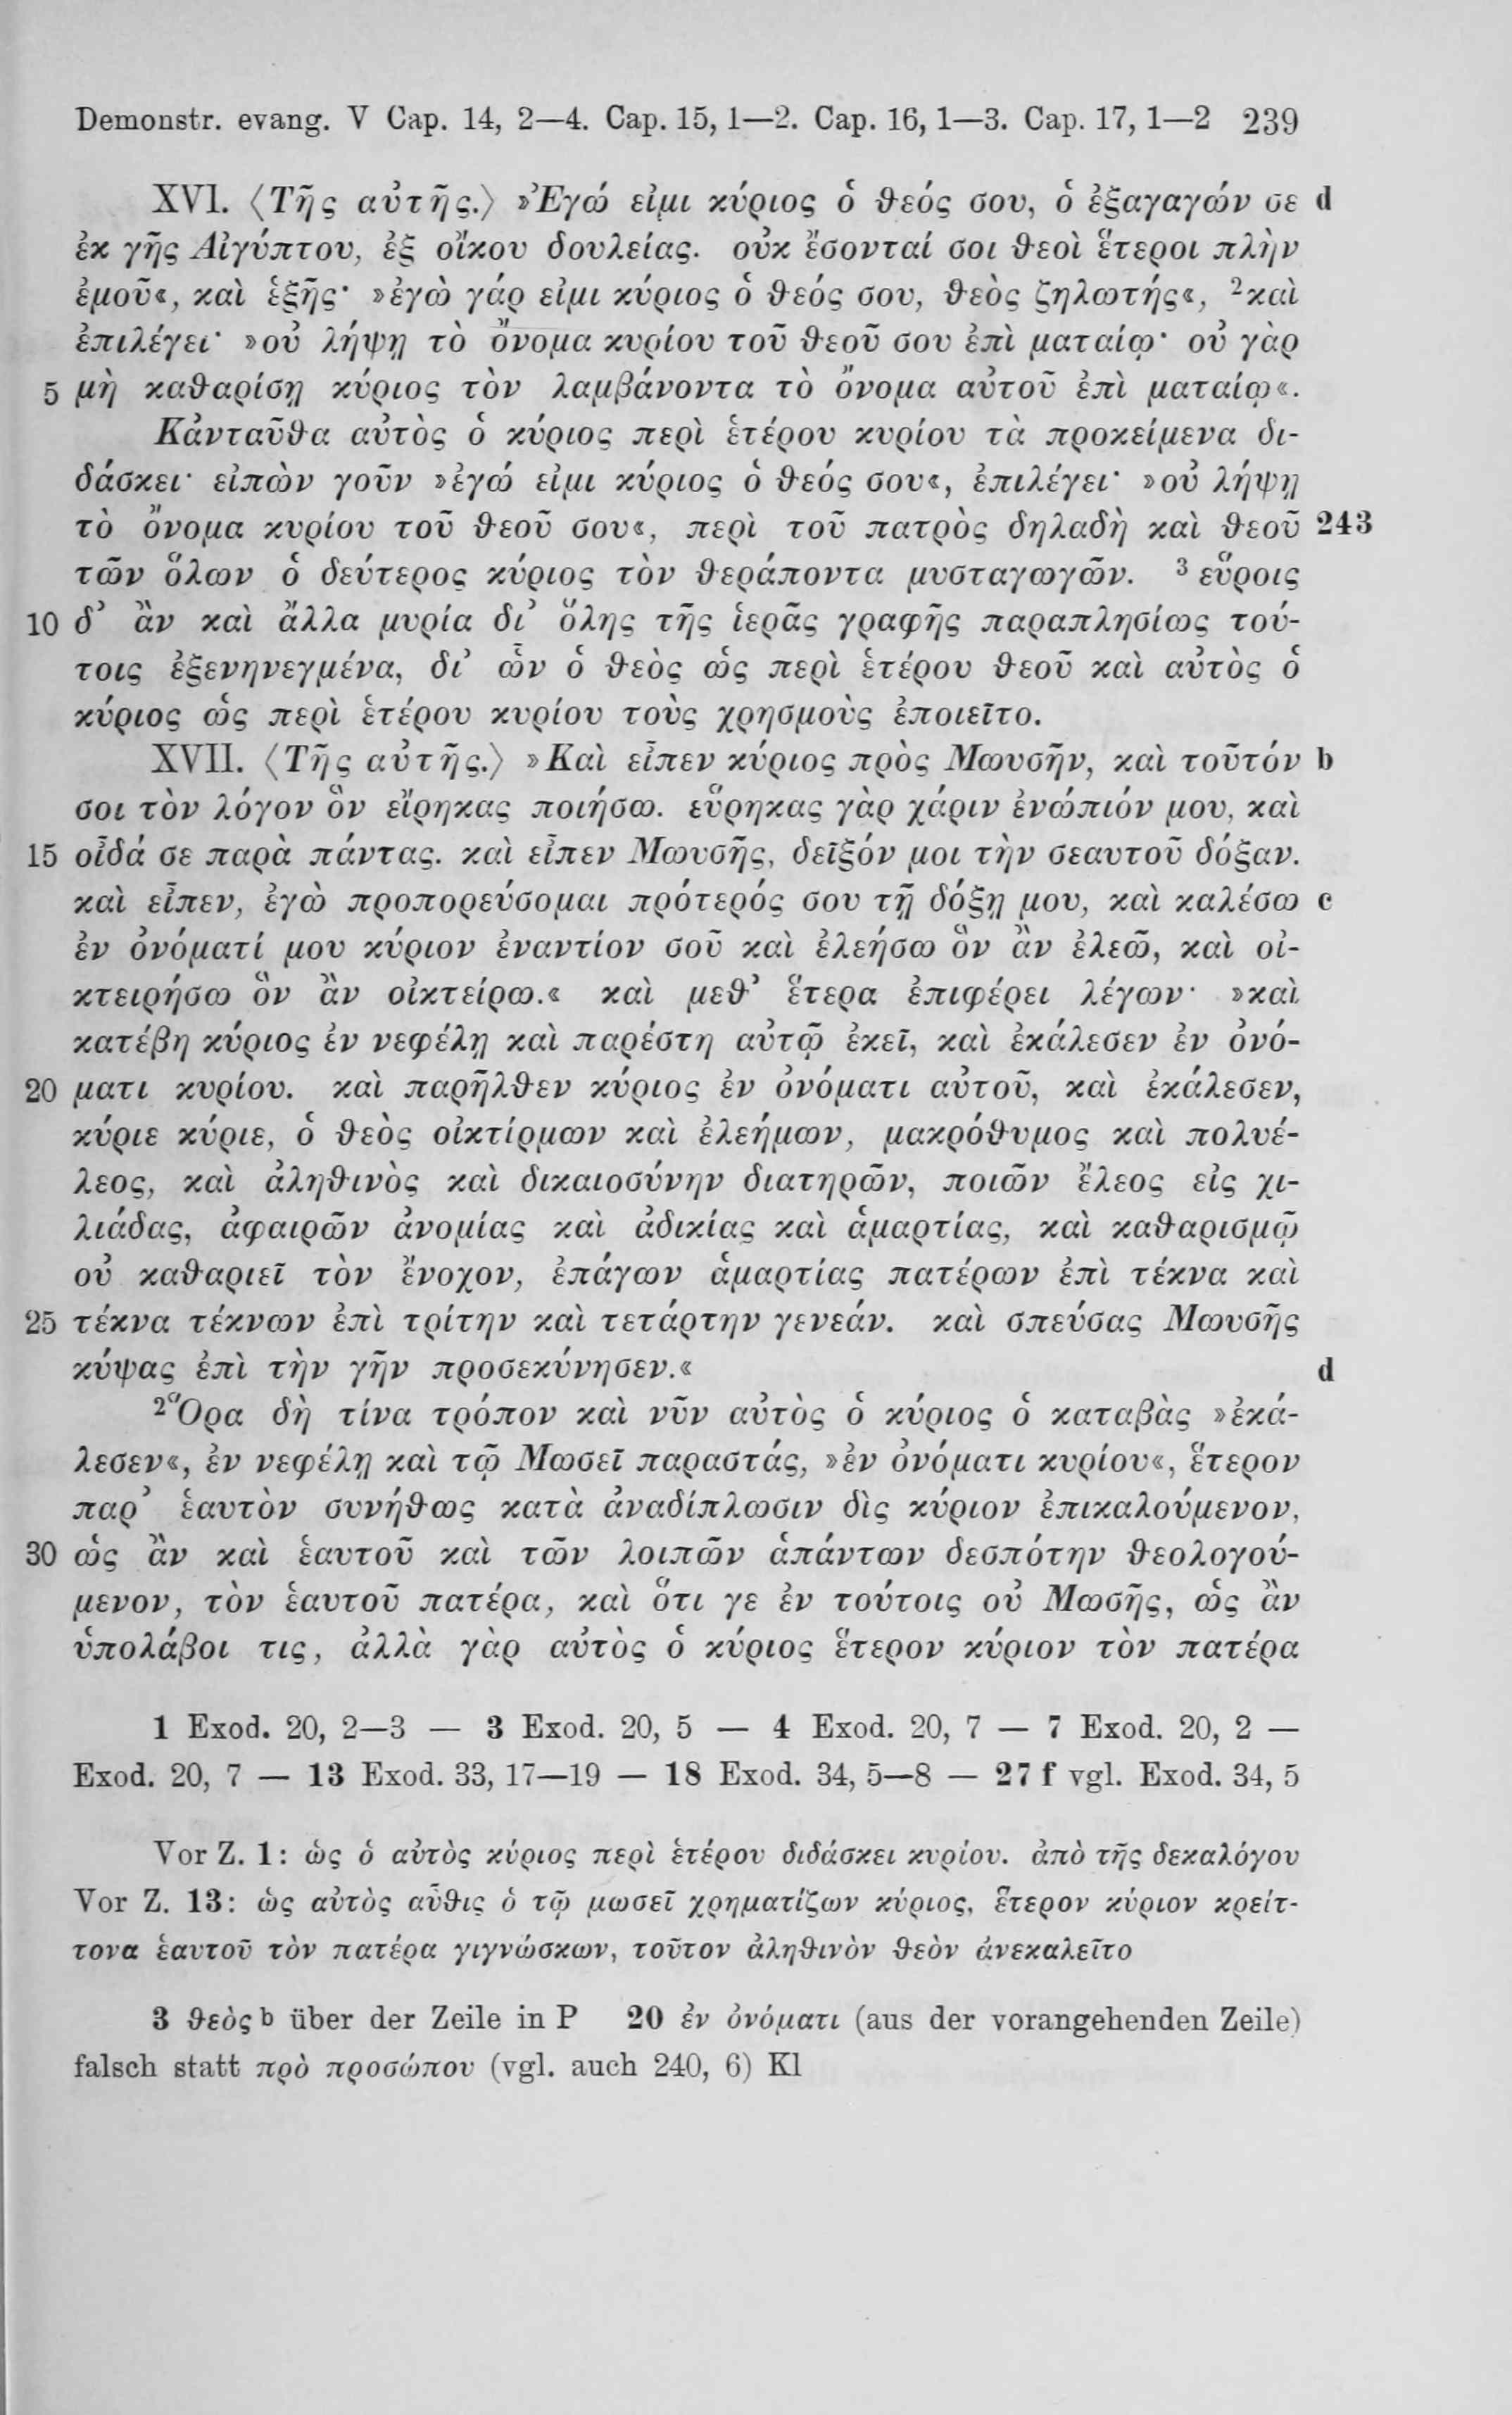 Demonstr. evang. V Cap. 14, 2—4. Cap. 15, 1—2. Cap. 16, 1—3. Cap. 17, 1—2 239
XVI. ⟨Τῆς αὐτῆς.⟩ »Ἐγώ εἰμι κύριος ὁ θεός σου, ὁ ἐξαγαγών σε d
ἐκ γῆς Αἰγύπτου, ἐξ οἴκου δουλείας. οὐκ ἔσονταί σοι θεοὶ ἕτεροι πλὴν
ἐμοῦ«, καὶ ἑξῆς· »ἐγὼ γάρ εἰμι κύριος ὁ θεός σου, θεὸς ζηλωτής«, ²καὶ
ἐπιλέγει· »οὐ λήψῃ τὸ ὄνομα κυρίου τοῦ θεοῦ σου ἐπὶ ματαίῳ· οὐ γὰρ
5 μὴ καθαρίσῃ κύριος τὸν λαμβάνοντα τὸ ὄνομα αὐτοῦ ἐπὶ ματαίῳ«.
Κἀνταῦθα αὐτὸς ὁ κύριος περὶ ἑτέρου κυρίου τὰ προκείμενα δι-
δάσκει· εἰπὼν γοῦν »ἐγώ εἰμι κύριος ὁ θεός σου«, ἐπιλέγει· »οὐ λήψῃ
τὸ ὄνομα κυρίου τοῦ θεοῦ σου«, περὶ τοῦ πατρὸς δηλαδὴ καὶ θεοῦ 243
τῶν ὅλων ὁ δεύτερος κύριος τὸν θεράποντα μυσταγωγῶν. ³ εὕροις
10 δ’ ἂν καὶ ἄλλα μυρία δι’ ὅλης τῆς ἱερᾶς γραφῆς παραπλησίως τού-
τοις ἐξενηνεγμένα, δι’ ὧν ὁ θεὸς ὡς περὶ ἑτέρου θεοῦ καὶ αὐτὸς ὁ
κύριος ὡς περὶ ἑτέρου κυρίου τοὺς χρησμοὺς ἐποιεῖτο.
XVII. ⟨Τῆς αὐτῆς.⟩ »Καὶ εἶπεν κύριος πρὸς Μωυσῆν, καὶ τοῦτόν b
σοι τὸν λόγον ὃν εἴρηκας ποιήσω. εὕρηκας γὰρ χάριν ἐνώπιόν μου, καὶ
15 οἶδά σε παρὰ πάντας. καὶ εἶπεν Μωυσῆς, δεῖξόν μοι τὴν σεαυτοῦ δόξαν.
καὶ εἶπεν, ἐγὼ προπορεύσομαι πρότερός σου τῇ δόξῃ μου, καὶ καλέσω c
ἐν ὀνόματί μου κύριον ἐναντίον σοῦ καὶ ἐλεήσω ὃν ἂν ἐλεῶ, καὶ οἰ-
κτειρήσω ὃν ἂν οἰκτείρω.« καὶ μεθ’ ἕτερα ἐπιφέρει λέγων· »καὶ
κατέβη κύριος ἐν νεφέλῃ καὶ παρέστη αὐτῷ ἐκεῖ, καὶ ἐκάλεσεν ἐν ὀνό-
20 ματι κυρίου. καὶ παρῆλθεν κύριος ἐν ὀνόματι αὐτοῦ, καὶ ἐκάλεσεν,
κύριε κύριε, ὁ θεὸς οἰκτίρμων καὶ ἐλεήμων, μακρόθυμος καὶ πολυέ-
λεος, καὶ ἀληθινὸς καὶ δικαιοσύνην διατηρῶν, ποιῶν ἔλεος εἰς χι-
λιάδας, ἀφαιρῶν ἀνομίας καὶ ἀδικίας καὶ ἁμαρτίας, καὶ καθαρισμῷ
οὐ καθαριεῖ τὸν ἔνοχον, ἐπάγων ἁμαρτίας πατέρων ἐπὶ τέκνα καὶ
25 τέκνα τέκνων ἐπὶ τρίτην καὶ τετάρτην γενεάν. καὶ σπεύσας Μωυσῆς
κύψας ἐπὶ τὴν γῆν προσεκύνησεν.« d
²Ὅρα δὴ τίνα τρόπον καὶ νῦν αὐτὸς ὁ κύριος ὁ καταβὰς »ἐκά-
λεσεν«, ἐν νεφέλῃ καὶ τῷ Μωσεῖ παραστάς, »ἐν ὀνόματι κυρίου«, ἕτερον
παρ’ ἑαυτὸν συνήθως κατὰ ἀναδίπλωσιν δὶς κύριον ἐπικαλούμενον,
30 ὡς ἂν καὶ ἑαυτοῦ καὶ τῶν λοιπῶν ἁπάντων δεσπότην θεολογού-
μενον, τὸν ἑαυτοῦ πατέρα, καὶ ὅτι γε ἐν τούτοις οὐ Μωσῆς, ὡς ἂν
ὑπολάβοι τις, ἀλλὰ γὰρ αὐτὸς ὁ κύριος ἕτερον κύριον τὸν πατέρα
1 Exod. 20, 2—3 — 3 Exod. 20, 5 — 4 Exod. 20, 7 — 7 Exod. 20, 2 —
Exod. 20, 7 — 13 Exod. 33, 17—19 — 18 Exod. 34, 5—8 — 27 f vgl. Exod. 34, 5
Vor Z. 1: ὡς ὁ αὐτὸς κύριος περὶ ἑτέρου διδάσκει κυρίου. ἀπὸ τῆς δεκαλόγου
Vor Z. 13: ὡς αὐτὸς αὖθις ὁ τῷ μωσεῖ χρηματίζων κύριος, ἕτερον κύριον κρείτ-
τονα ἑαυτοῦ τὸν πατέρα γιγνώσκων, τοῦτον ἀληθινὸν θεὸν ἀνεκαλεῖτο
3 θεὸς b über der Zeile in P 20 ἐν ὀνόματι (aus der vorangehenden Zeile)
falsch statt πρὸ προσώπου (vgl. auch 240, 6) Kl